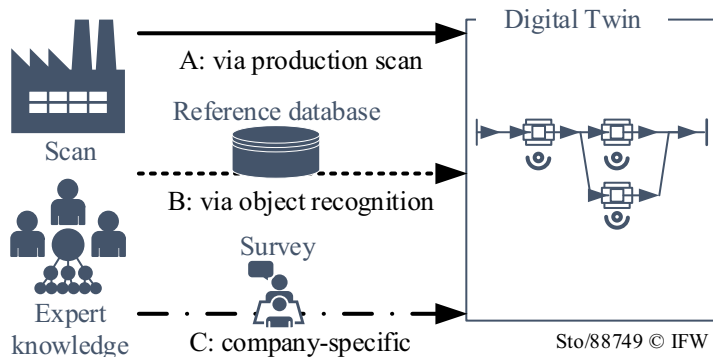 Digital Twin
A: via production scan
Reference database
Scan
B: via object recognition
Survey
Expert
knowledge
C: company-specific
Sto/88749 © IFW